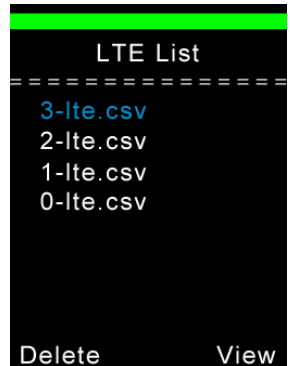 LTE List
===============
3-lte.csv
2-lte.csv
1-lte.csv
0-lte.csv
Delete View